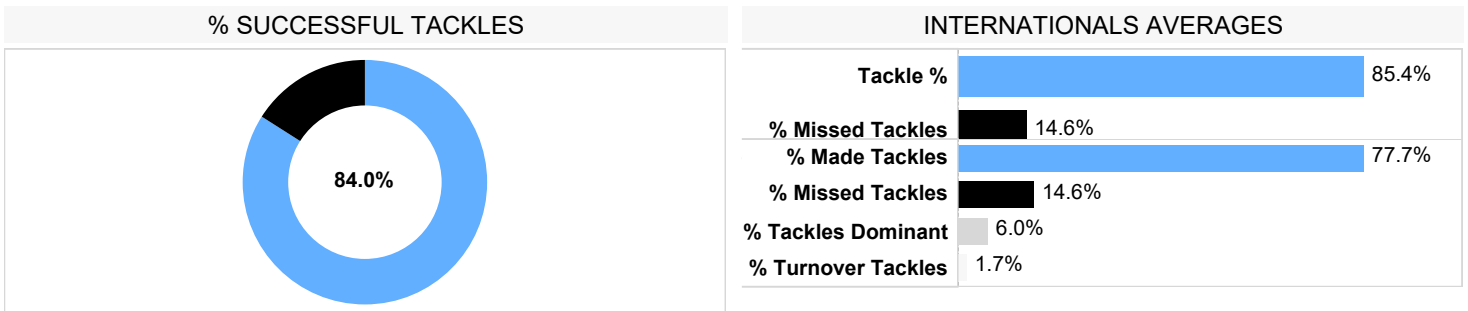 % SUCCESSFUL TACKLES
84.0%
INTERNATIONALS AVERAGES
Tackle % 85.4%
% Missed Tackles 14.6%
% Made Tackles 77.7%
% Missed Tackles 14.6%
% Tackles Dominant 6.0%
% Turnover Tackles 1.7%